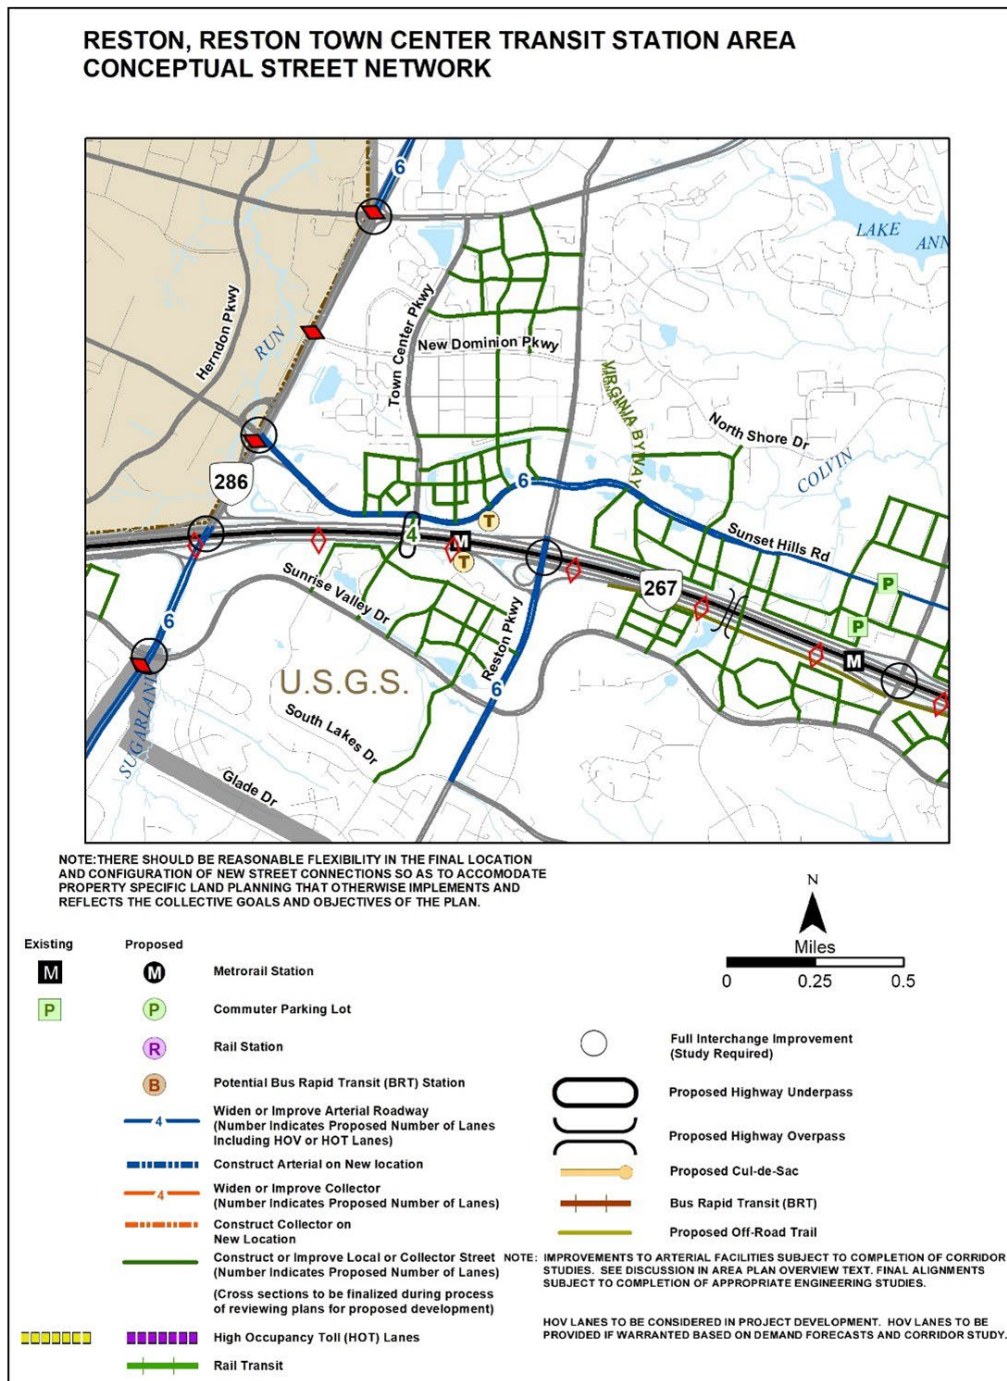 RESTON, RESTON TOWN CENTER TRANSIT STATION AREA
CONCEPTUAL STREET NETWORK
6
LAKE ANN
Herndon Pkwy
RUN
Town Center Pkwy
New Dominion Pkwy
VIRGINIA BYWAY
North Shore Dr
COLVIN
286
6
T
4
M
T
Sunset Hills Rd
P
Sunrise Valley Dr
267
P
M
6
Reston Pkwy
6
U.S.G.S.
SUGARLAND
South Lakes Dr
Glade Dr
NOTE:THERE SHOULD BE REASONABLE FLEXIBILITY IN THE FINAL LOCATION
AND CONFIGURATION OF NEW STREET CONNECTIONS SO AS TO ACCOMODATE
PROPERTY SPECIFIC LAND PLANNING THAT OTHERWISE IMPLEMENTS AND
REFLECTS THE COLLECTIVE GOALS AND OBJECTIVES OF THE PLAN.
N
Miles
0 0.25 0.5
Existing Proposed
M M Metrorail Station
P P Commuter Parking Lot
R Rail Station
B Potential Bus Rapid Transit (BRT) Station
4 Widen or Improve Arterial Roadway
(Number Indicates Proposed Number of Lanes
Including HOV or HOT Lanes)
Construct Arterial on New location
4 Widen or Improve Collector
(Number Indicates Proposed Number of Lanes)
Construct Collector on
New Location
Construct or Improve Local or Collector Street
(Number Indicates Proposed Number of Lanes)
(Cross sections to be finalized during process
of reviewing plans for proposed development)
High Occupancy Toll (HOT) Lanes
Rail Transit
Full Interchange Improvement
(Study Required)
Proposed Highway Underpass
Proposed Highway Overpass
Proposed Cul-de-Sac
Bus Rapid Transit (BRT)
Proposed Off-Road Trail
NOTE: IMPROVEMENTS TO ARTERIAL FACILITIES SUBJECT TO COMPLETION OF CORRIDOR
STUDIES. SEE DISCUSSION IN AREA PLAN OVERVIEW TEXT. FINAL ALIGNMENTS
SUBJECT TO COMPLETION OF APPROPRIATE ENGINEERING STUDIES.
HOV LANES TO BE CONSIDERED IN PROJECT DEVELOPMENT. HOV LANES TO BE
PROVIDED IF WARRANTED BASED ON DEMAND FORECASTS AND CORRIDOR STUDY.